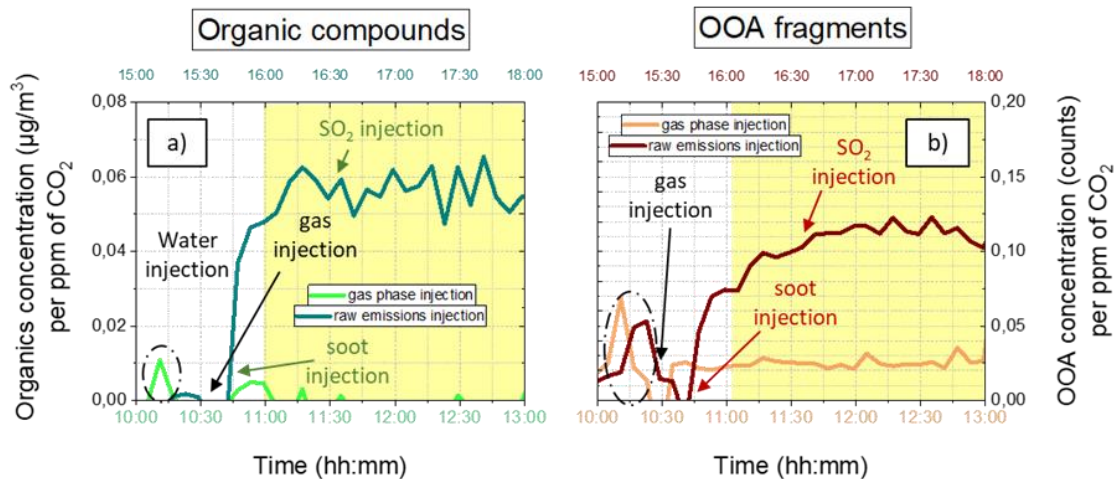 Organic compounds
15:00 15:30 16:00 16:30 17:00 17:30 18:00
Organics concentration (µg/m³)
per ppm of CO₂
0,08
0,06
0,04
0,02
0,00
a)
SO₂ injection
Water
injection
gas
injection
gas phase injection
raw emissions injection
soot
injection
10:00 10:30 11:00 11:30 12:00 12:30 13:00
Time (hh:mm)
OOA fragments
15:00 15:30 16:00 16:30 17:00 17:30 18:00
gas phase injection
raw emissions injection
b)
gas
injection
SO₂
injection
soot
injection
0,20
0,15
0,10
0,05
0,00
OOA concentration (counts)
per ppm of CO₂
10:00 10:30 11:00 11:30 12:00 12:30 13:00
Time (hh:mm)